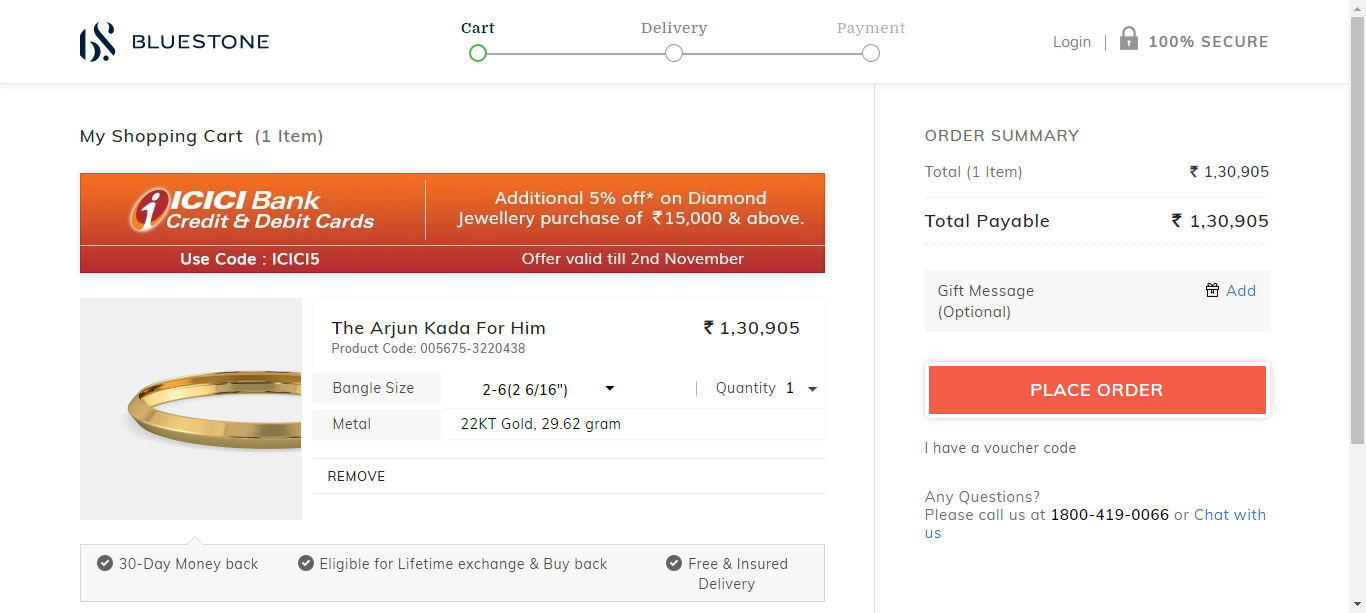 BLUESTONE
Cart Delivery Payment
Login | 100% SECURE
My Shopping Cart (1 Item)
ICICI Bank
Credit & Debit Cards
Additional 5% off* on Diamond
Jewellery purchase of ₹15,000 & above.
Use Code : ICICI5
Offer valid till 2nd November
The Arjun Kada For Him ₹ 1,30,905
Product Code: 005675-3220438
Bangle Size 2-6(2 6/16") | Quantity 1
Metal 22KT Gold, 29.62 gram
REMOVE
30-Day Money back
Eligible for Lifetime exchange & Buy back
Free & Insured
Delivery
ORDER SUMMARY
Total (1 Item) ₹ 1,30,905
Total Payable ₹ 1,30,905
Gift Message Add
(Optional)
PLACE ORDER
I have a voucher code
Any Questions?
Please call us at 1800-419-0066 or Chat with
us